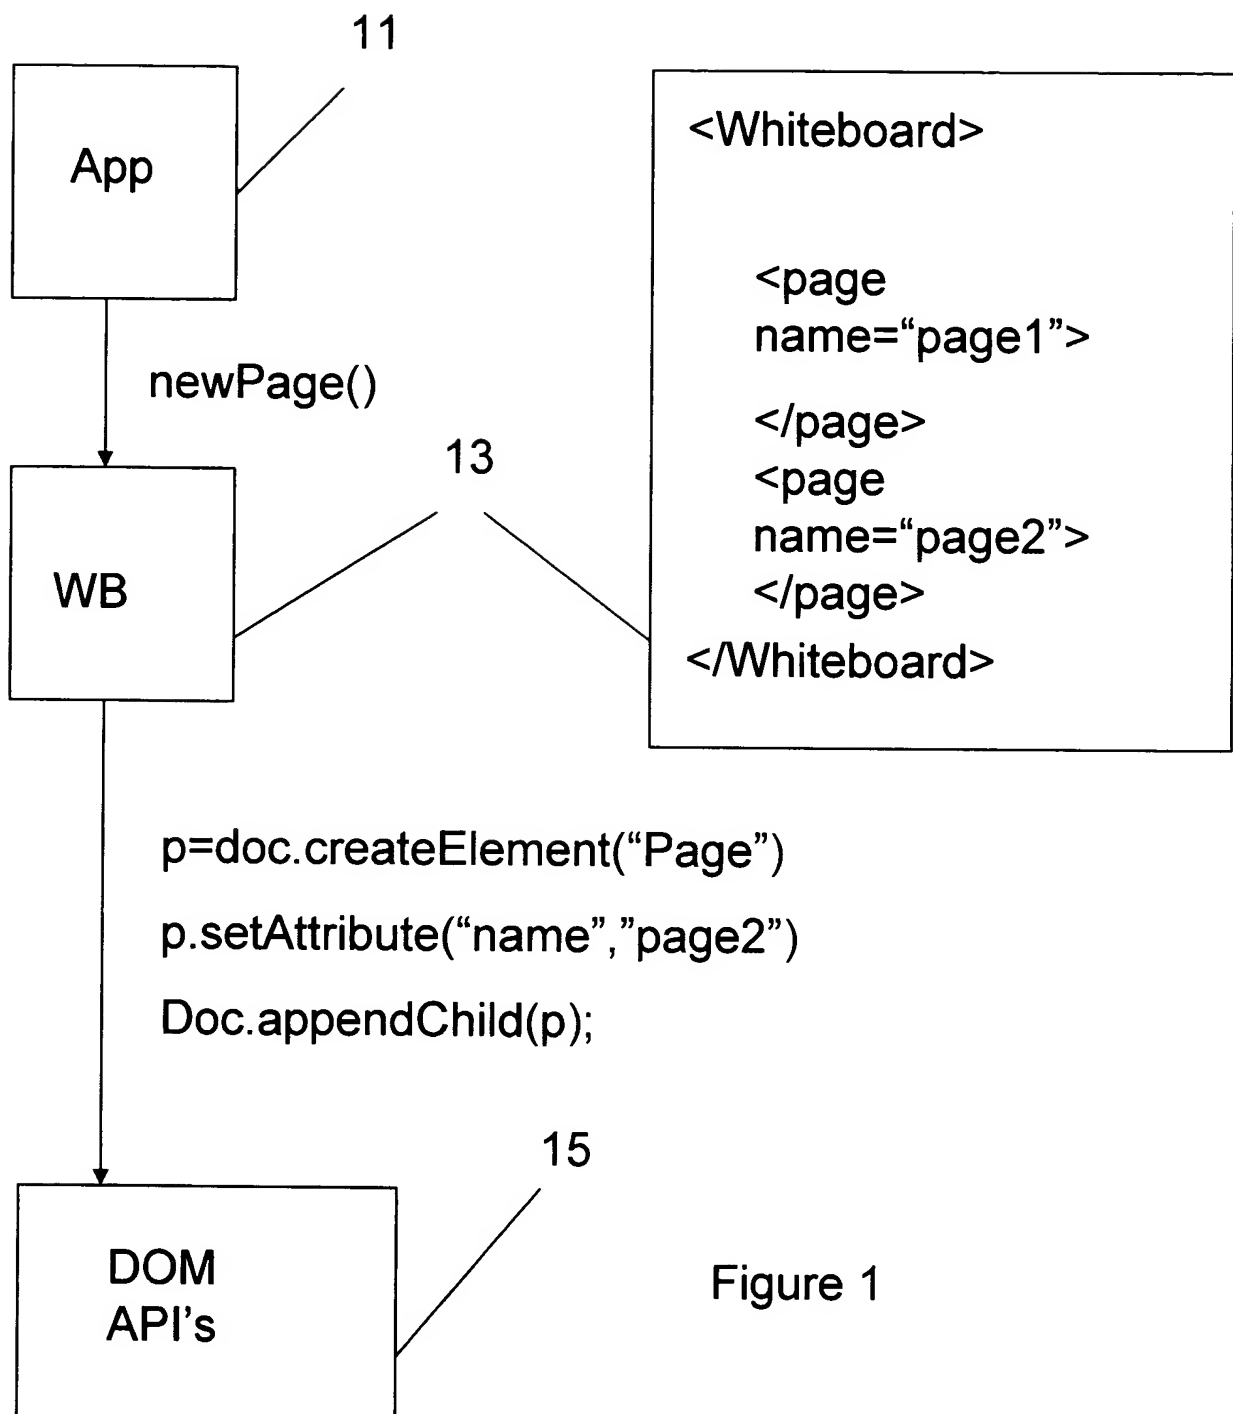 11
App
newPage()
13
WB
<Whiteboard>
<page
name=“page1”>
</page>
<page
name=“page2”>
</page>
</Whiteboard>
p=doc.createElement(“Page”)
p.setAttribute(“name”,”page2”)
Doc.appendChild(p);
15
DOM
API's
Figure 1